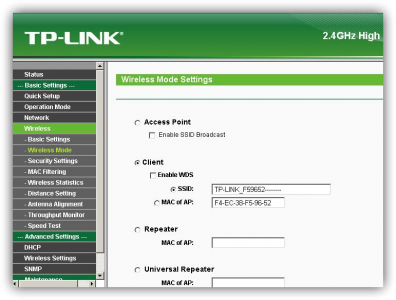 TP-LINK®
2.4GHz High
Status
--- Basic Settings ---
Quick Setup
Operation Mode
Network
Wireless
- Basic Settings
- Wireless Mode
- Security Settings
- MAC Filtering
- Wireless Statistics
- Distance Setting
- Antenna Alignment
- Throughput Monitor
- Speed Test
--- Advanced Settings ---
DHCP
Wireless Settings
SNMP
Maintenance
Wireless Mode Settings
Access Point
Enable SSID Broadcast
Client
Enable WDS
SSID: TP-LINK_F59652-------
MAC of AP: F4-EC-38-F5-96-52
Repeater
MAC of AP:
Universal Repeater
MAC of AP: